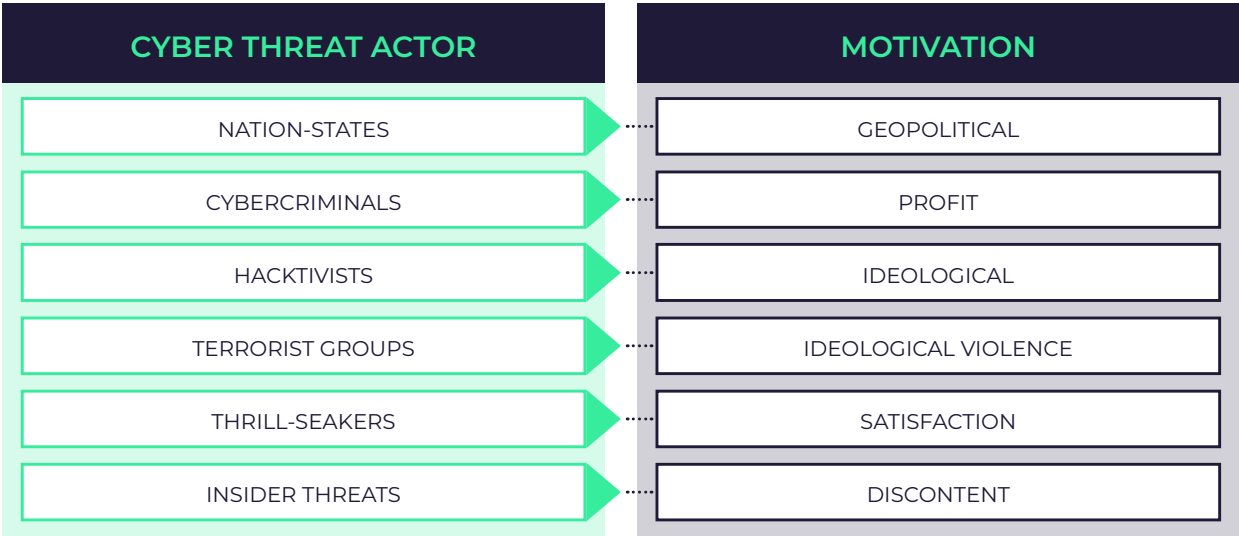 CYBER THREAT ACTOR
MOTIVATION
NATION-STATES
GEOPOLITICAL
CYBERCRIMINALS
PROFIT
HACKTIVISTS
IDEOLOGICAL
TERRORIST GROUPS
IDEOLOGICAL VIOLENCE
THRILL-SEAKERS
SATISFACTION
INSIDER THREATS
DISCONTENT